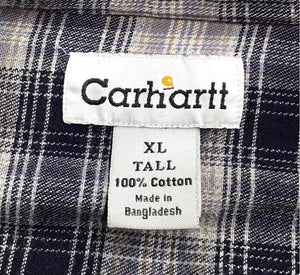 Carhartt
XL
TALL
100% Cotton
Made in
Bangladesh